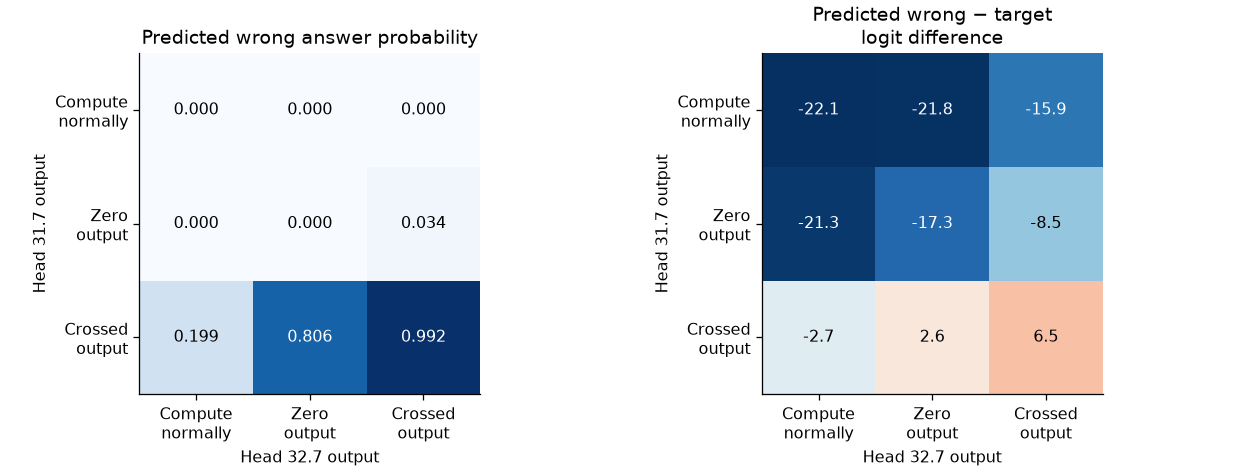 Predicted wrong answer probability
Head 31.7 output
Compute
normally
0.000
0.000
0.000
Zero
output
0.000
0.000
0.034
Crossed
output
0.199
0.806
0.992
Compute
normally
Zero
output
Crossed
output
Head 32.7 output
Predicted wrong − target
logit difference
Head 31.7 output
Compute
normally
-22.1
-21.8
-15.9
Zero
output
-21.3
-17.3
-8.5
Crossed
output
-2.7
2.6
6.5
Compute
normally
Zero
output
Crossed
output
Head 32.7 output